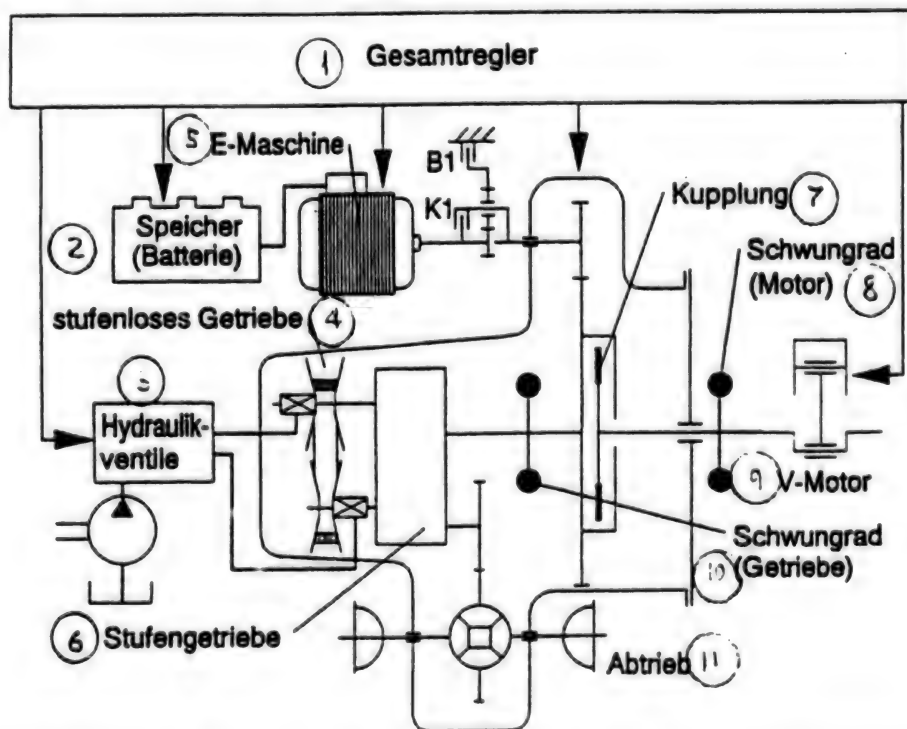 1 Gesamtregler
5 E-Maschine
B1
K1
Kupplung 7
2 Speicher
(Batterie)
Schwungrad
(Motor) 8
stufenloses Getriebe 4
3
Hydraulik-
ventile
9 V-Motor
Schwungrad
(Getriebe) 10
6 Stufengetriebe
Abtrieb 11